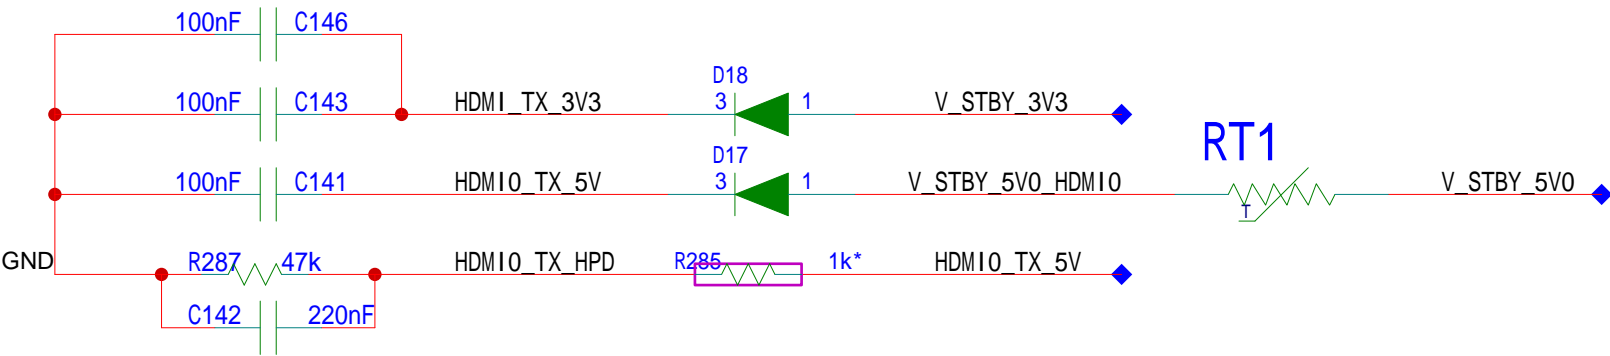 100nF C146
D18
100nF C143 HDMI_TX_3V3 3 1 V_STBY_3V3
RT1
D17
100nF C141 HDMI0_TX_5V 3 1 V_STBY_5V0_HDMI0 V_STBY_5V0
T
GND R287 47k HDMI0_TX_HPD R285 1k* HDMI0_TX_5V
C142 220nF